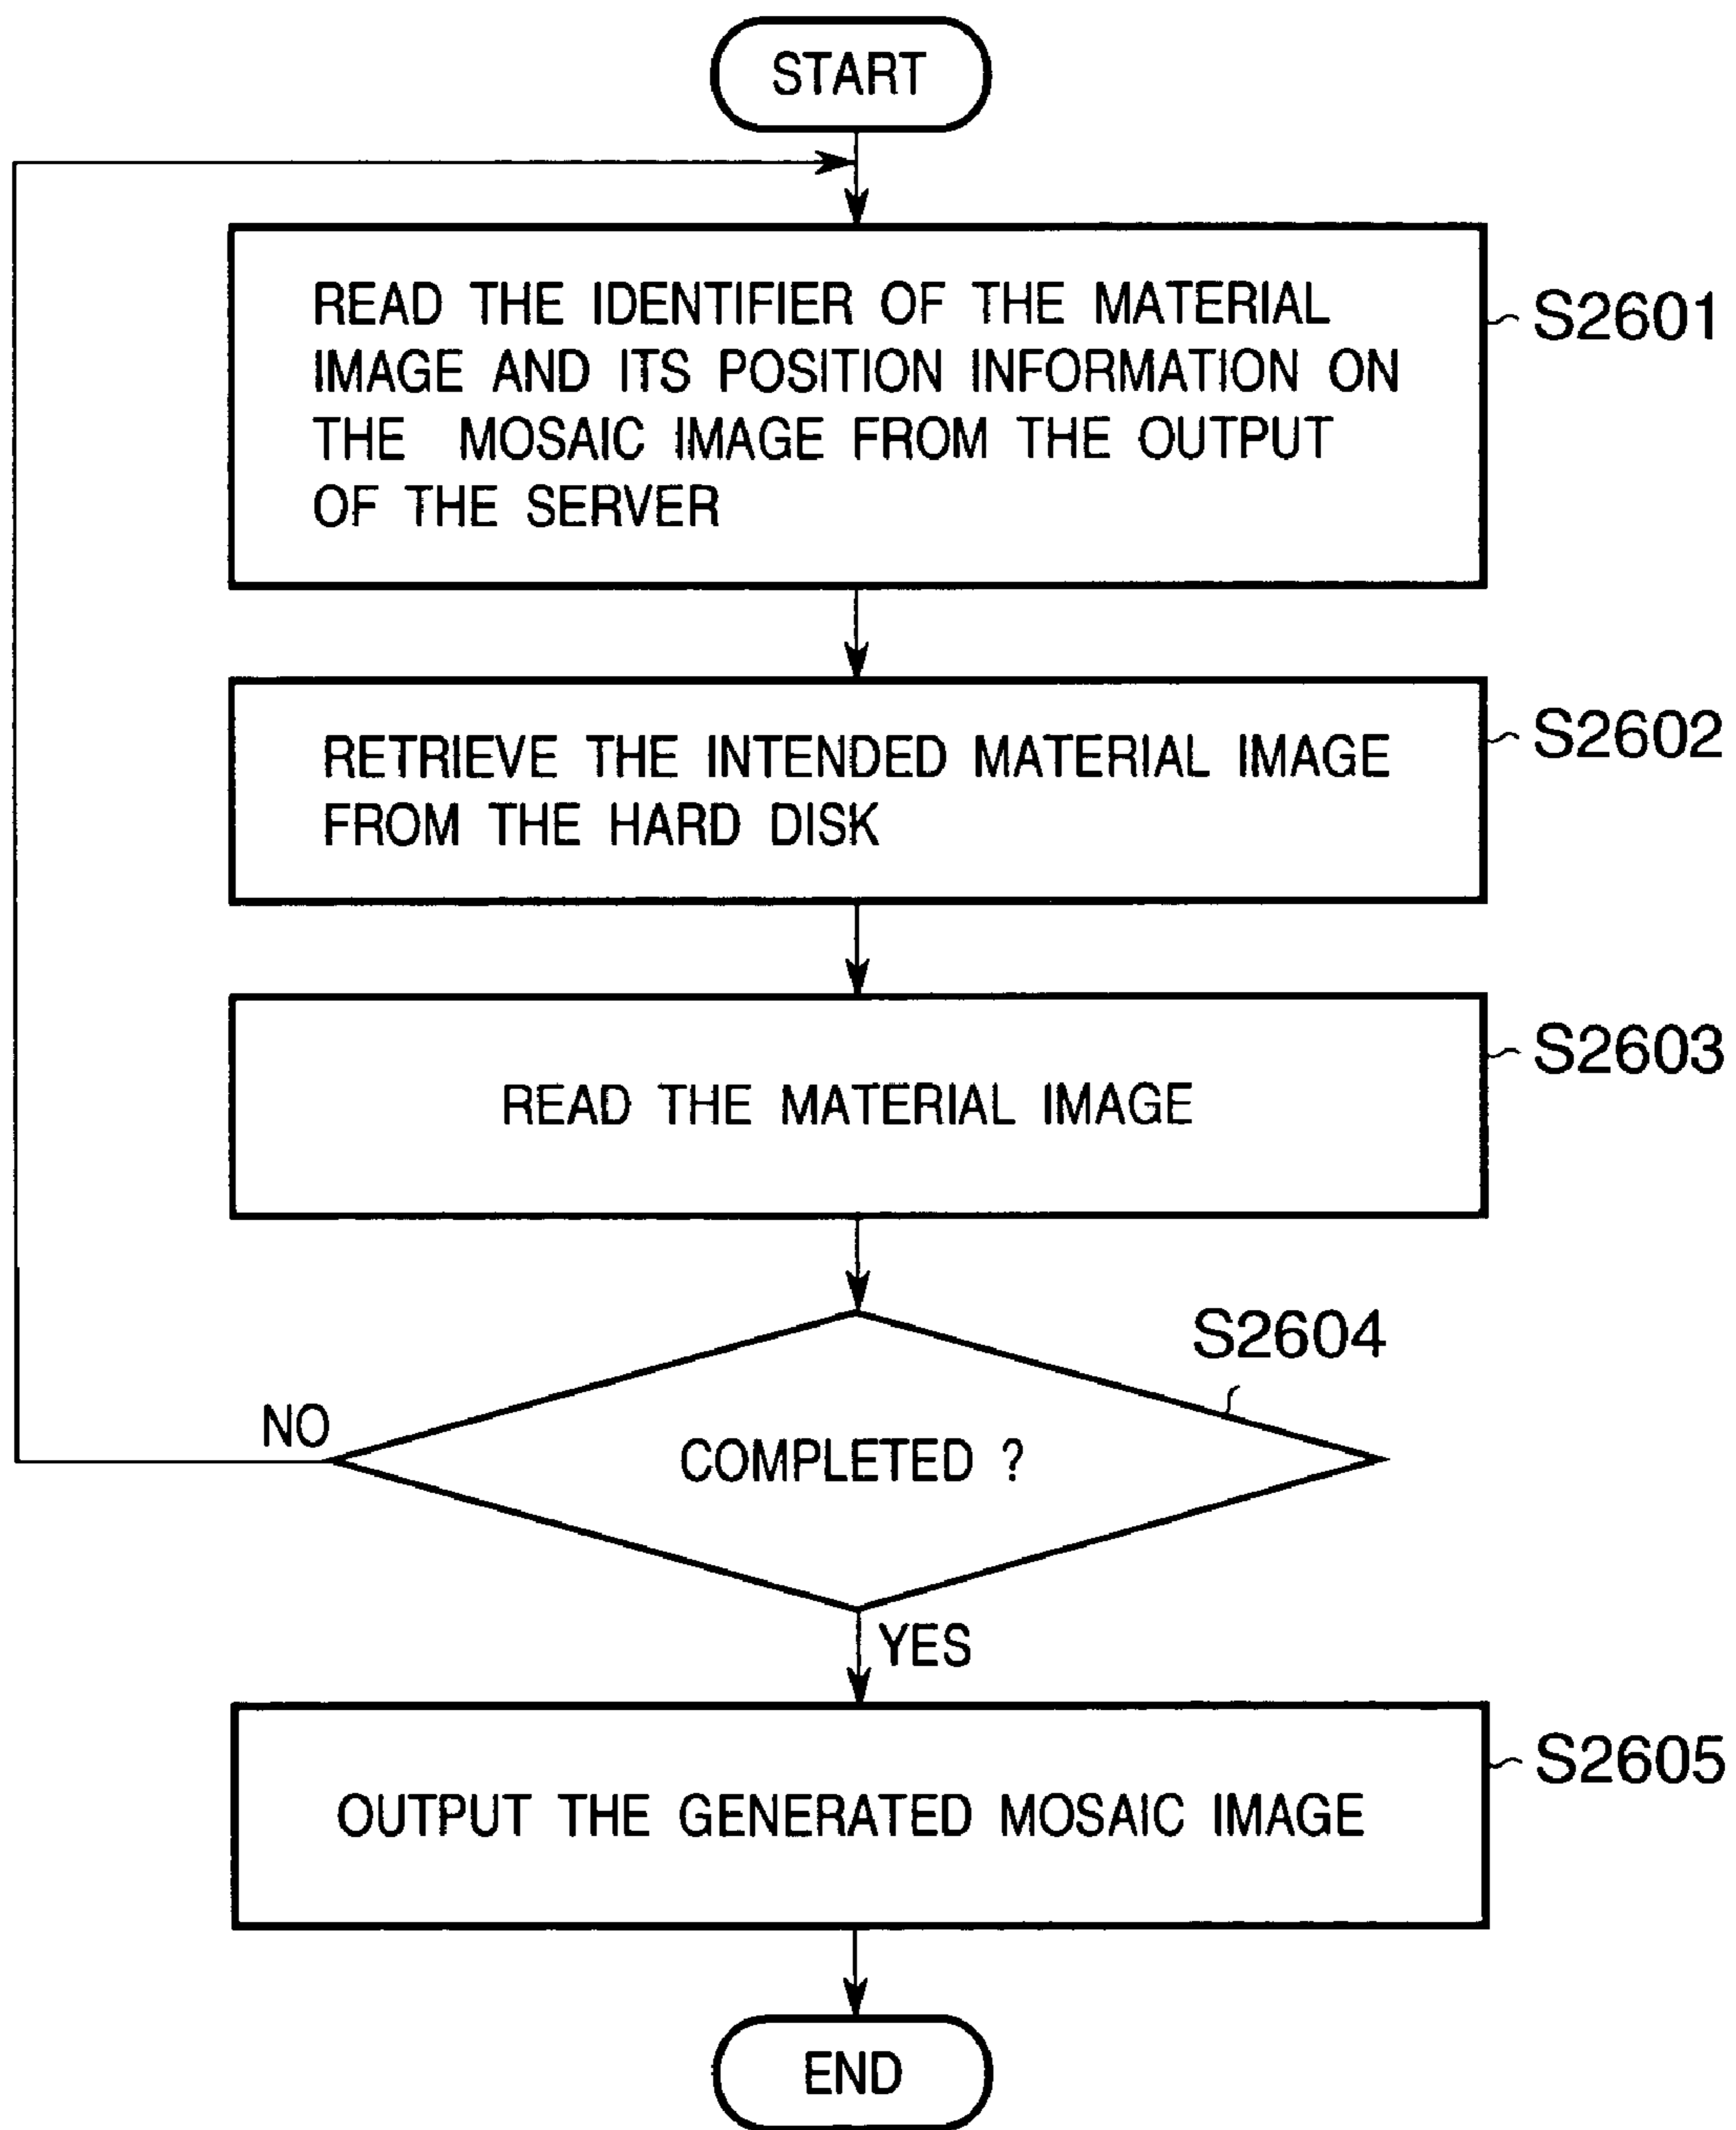 START
READ THE IDENTIFIER OF THE MATERIAL
IMAGE AND ITS POSITION INFORMATION ON
THE MOSAIC IMAGE FROM THE OUTPUT
OF THE SERVER
S2601
RETRIEVE THE INTENDED MATERIAL IMAGE
FROM THE HARD DISK
S2602
READ THE MATERIAL IMAGE
S2603
S2604
NO
COMPLETED ?
YES
OUTPUT THE GENERATED MOSAIC IMAGE
S2605
END